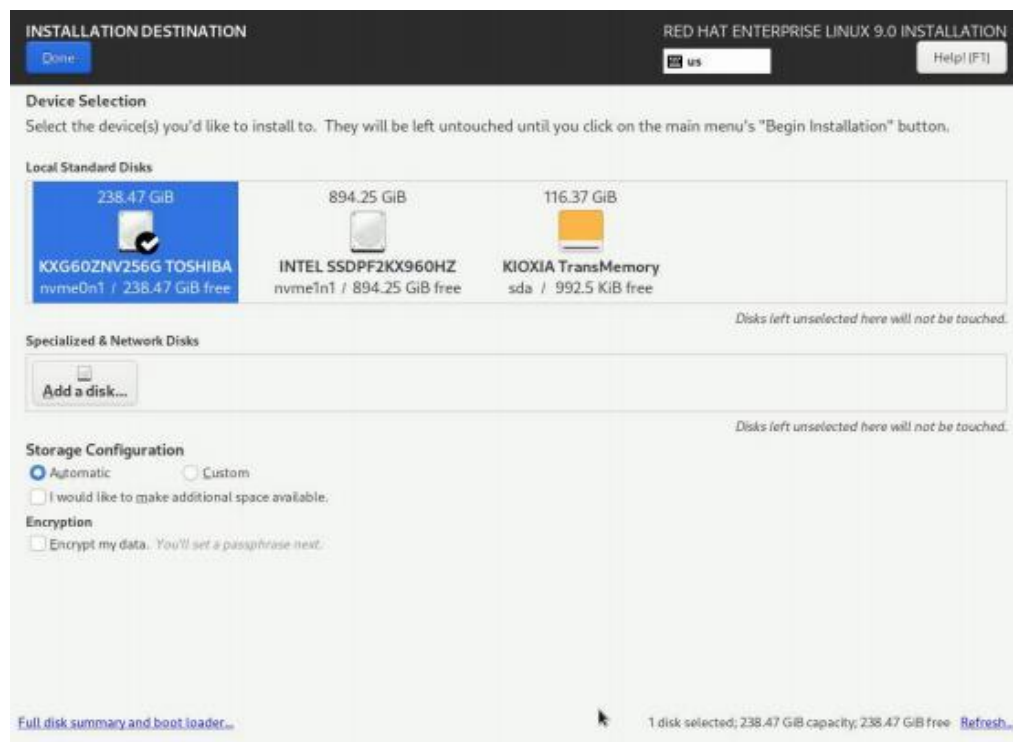 INSTALLATION DESTINATION
RED HAT ENTERPRISE LINUX 9.0 INSTALLATION
Done
us
Help! (F1)
Device Selection
Select the device(s) you'd like to install to. They will be left untouched until you click on the main menu's "Begin Installation" button.
Local Standard Disks
238.47 GiB
894.25 GiB
116.37 GiB
KXG60ZNV256G TOSHIBA
INTEL SSDPF2KX960HZ
KIOXIA TransMemory
nvme0n1 / 238.47 GiB free
nvme1n1 / 894.25 GiB free
sda / 992.5 KiB free
Disks left unselected here will not be touched.
Specialized & Network Disks
Add a disk...
Disks left unselected here will not be touched.
Storage Configuration
Automatic
Custom
I would like to make additional space available.
Encryption
Encrypt my data. You'll set a passphrase next.
Full disk summary and boot loader...
1 disk selected; 238.47 GiB capacity; 238.47 GiB free Refresh...